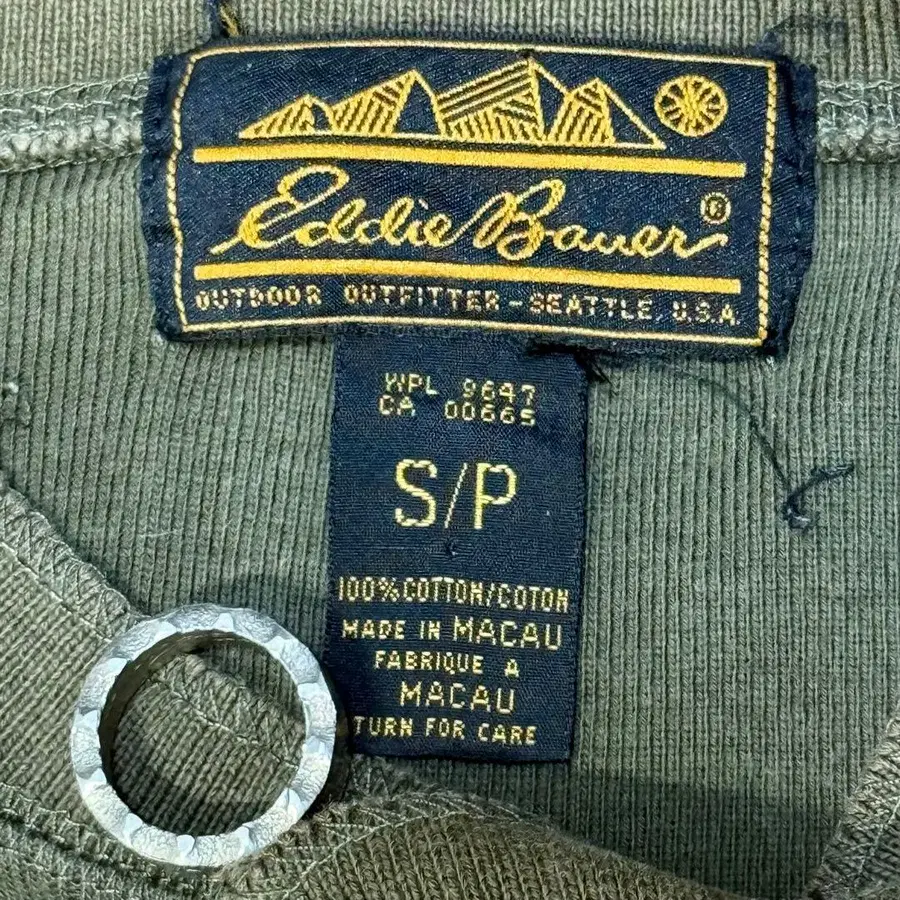 Eddie Bauer ®
OUTDOOR OUTFITTER - SEATTLE, U.S.A.
WPL 9647
CA 00665
S/P
100% COTTON/COTON
MADE IN MACAU
FABRIQUE A
MACAU
TURN FOR CARE